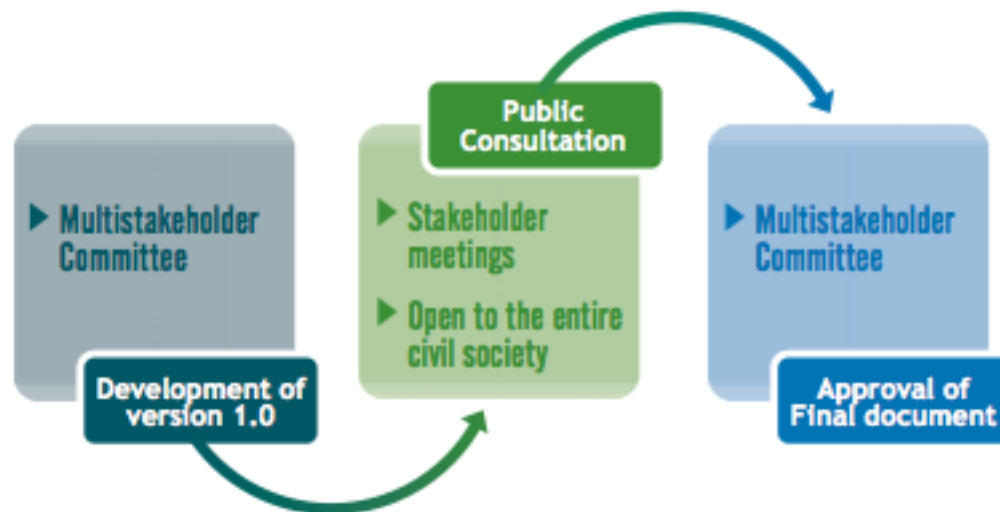 Multistakeholder
Committee
Development of
version 1.0
Public
Consultation
Stakeholder
meetings
Open to the entire
civil society
Multistakeholder
Committee
Approval of
Final document